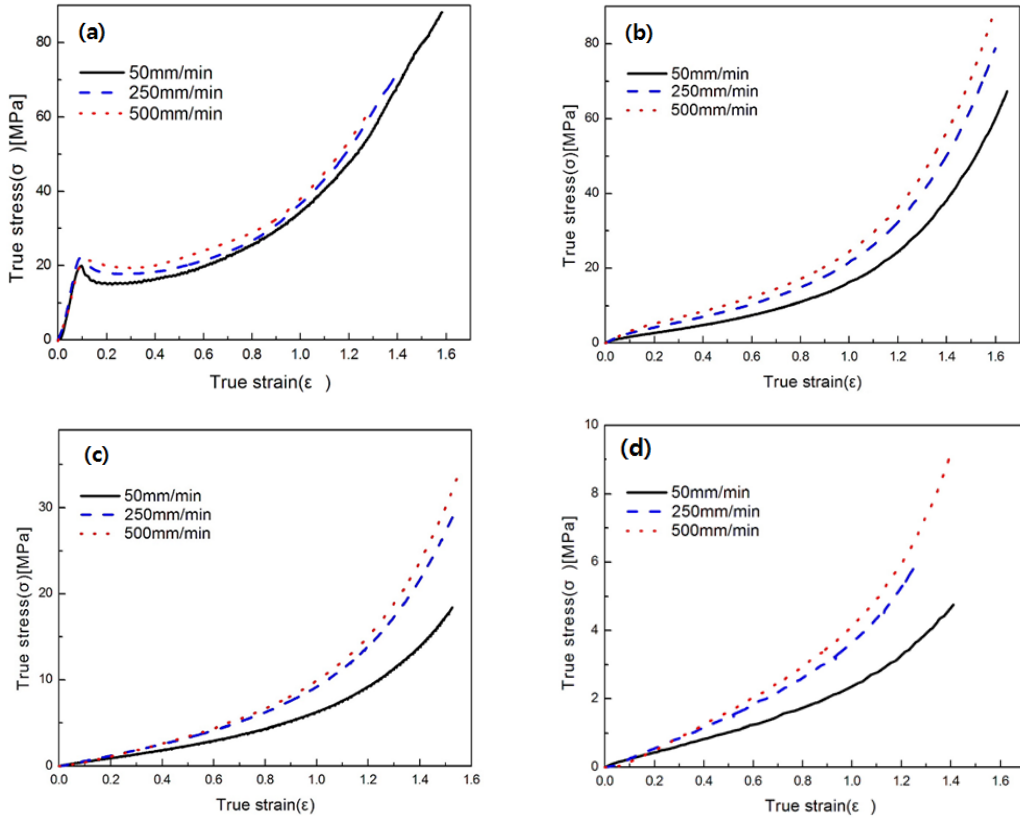 (a)
50mm/min
250mm/min
500mm/min
True stress(σ )[MPa]
80
60
40
20
0
0.0 0.2 0.4 0.6 0.8 1.0 1.2 1.4 1.6
True strain(ε )
(b)
50mm/min
250mm/min
500mm/min
True stress(σ)[MPa]
80
60
40
20
0
0.0 0.2 0.4 0.6 0.8 1.0 1.2 1.4 1.6
True strain(ε)
(c)
50mm/min
250mm/min
500mm/min
True stress(σ)[MPa]
30
20
10
0
0.0 0.2 0.4 0.6 0.8 1.0 1.2 1.4 1.6
True strain(ε)
(d)
50mm/min
250mm/min
500mm/min
True stress(σ )[MPa]
10
8
6
4
2
0
0.0 0.2 0.4 0.6 0.8 1.0 1.2 1.4 1.6
True strain(ε )